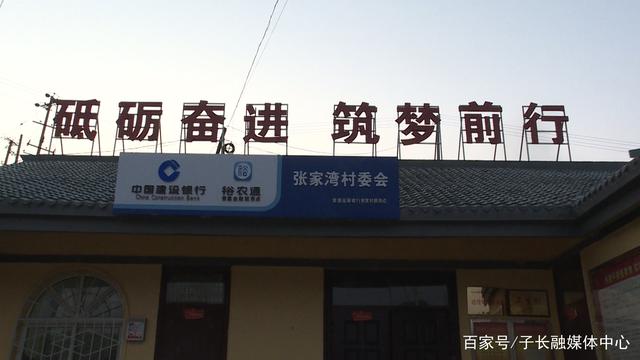 砥砺奋进 筑梦前行
中国建设银行
China Construction Bank
裕
裕农通
张家湾村委会
百家号/子长融媒体中心